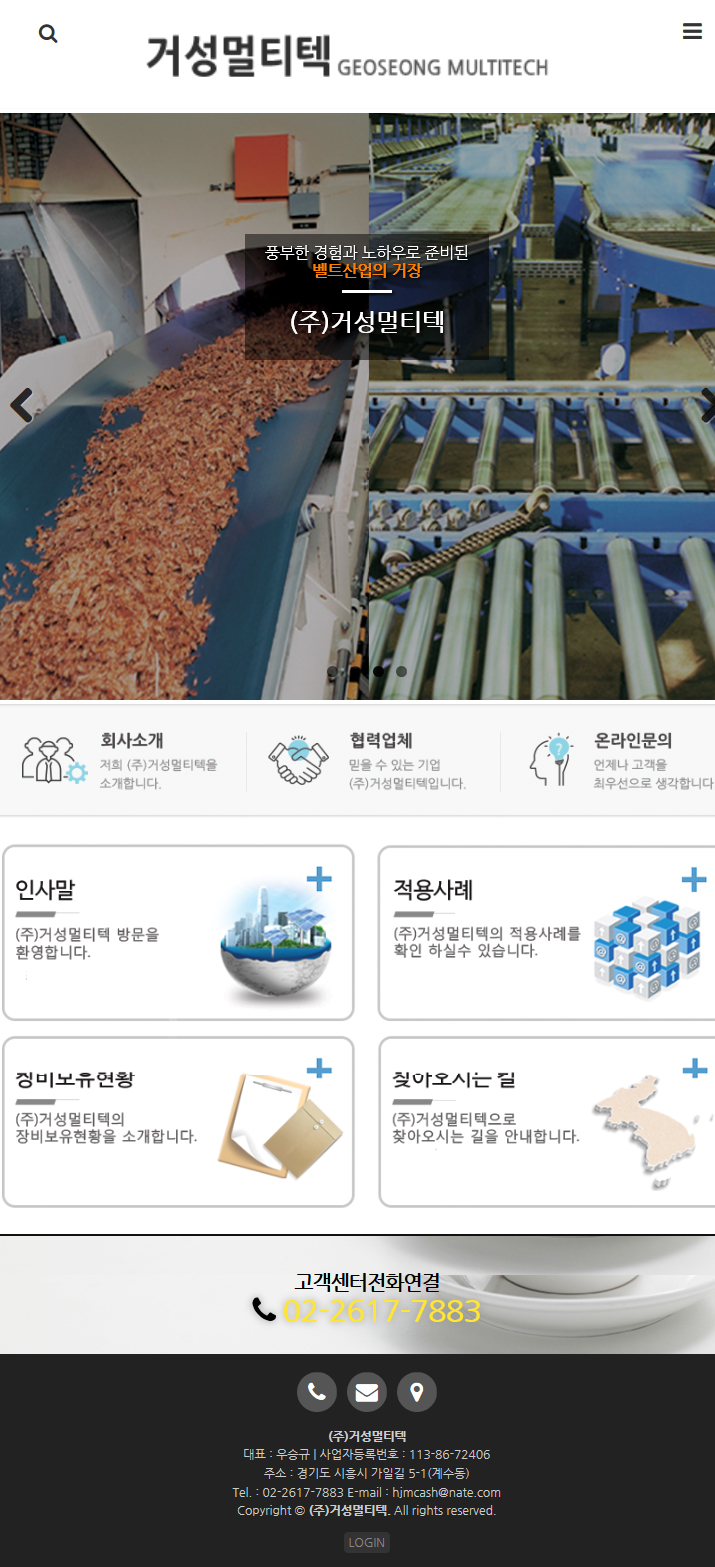 거성멀티텍 GEOSEONG MULTITECH
풍부한 경험과 노하우로 준비된
벨트산업의 거장
(주)거성멀티텍
회사소개
저희 (주)거성멀티텍을
소개합니다.
협력업체
믿을 수 있는 기업
(주)거성멀티텍입니다.
온라인문의
언제나 고객을
최우선으로 생각합니다
인사말
(주)거성멀티텍 방문을
환영합니다.
적용사례
(주)거성멀티텍의 적용사례를
확인 하실수 있습니다.
장비보유현황
(주)거성멀티텍의
장비보유현황을 소개합니다.
찾아오시는 길
(주)거성멀티텍으로
찾아오시는 길을 안내합니다.
고객센터전화연결
02-2617-7883
(주)거성멀티텍
대표 : 우승규 | 사업자등록번호 : 113-86-72406
주소 : 경기도 시흥시 가일길 5-1(계수동)
Tel. : 02-2617-7883 E-mail : hjmcash@nate.com
Copyright © (주)거성멀티텍. All rights reserved.
LOGIN